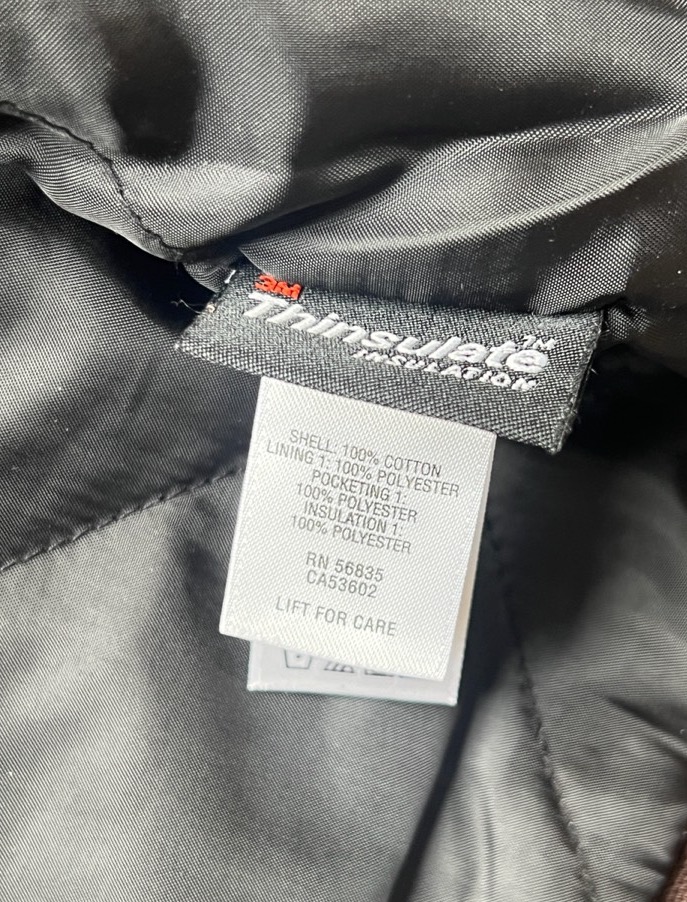 3M
Thinsulate™
INSULATION
SHELL: 100% COTTON
LINING 1: 100% POLYESTER
POCKETING 1:
100% POLYESTER
INSULATION 1:
100% POLYESTER
RN 56835
CA53602
LIFT FOR CARE